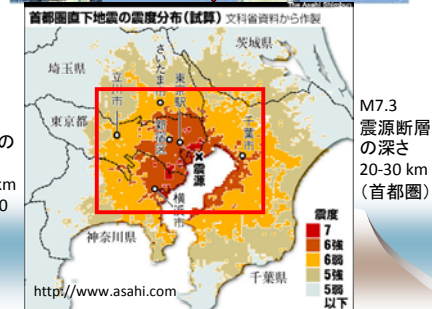 The Asahi Shimbun
首都圏直下地震の震度分布(試算) 文科省資料から作製
茨城県
埼玉県
さいたま市
立川市
東京駅
東京都
新宿区
千葉市
×震源
横浜市
神奈川県
千葉県
震度
7
6強
6弱
5強
5弱
以下
http://www.asahi.com
の
km
0
M7.3
震源断層
の深さ
20-30 km
(首都圏)